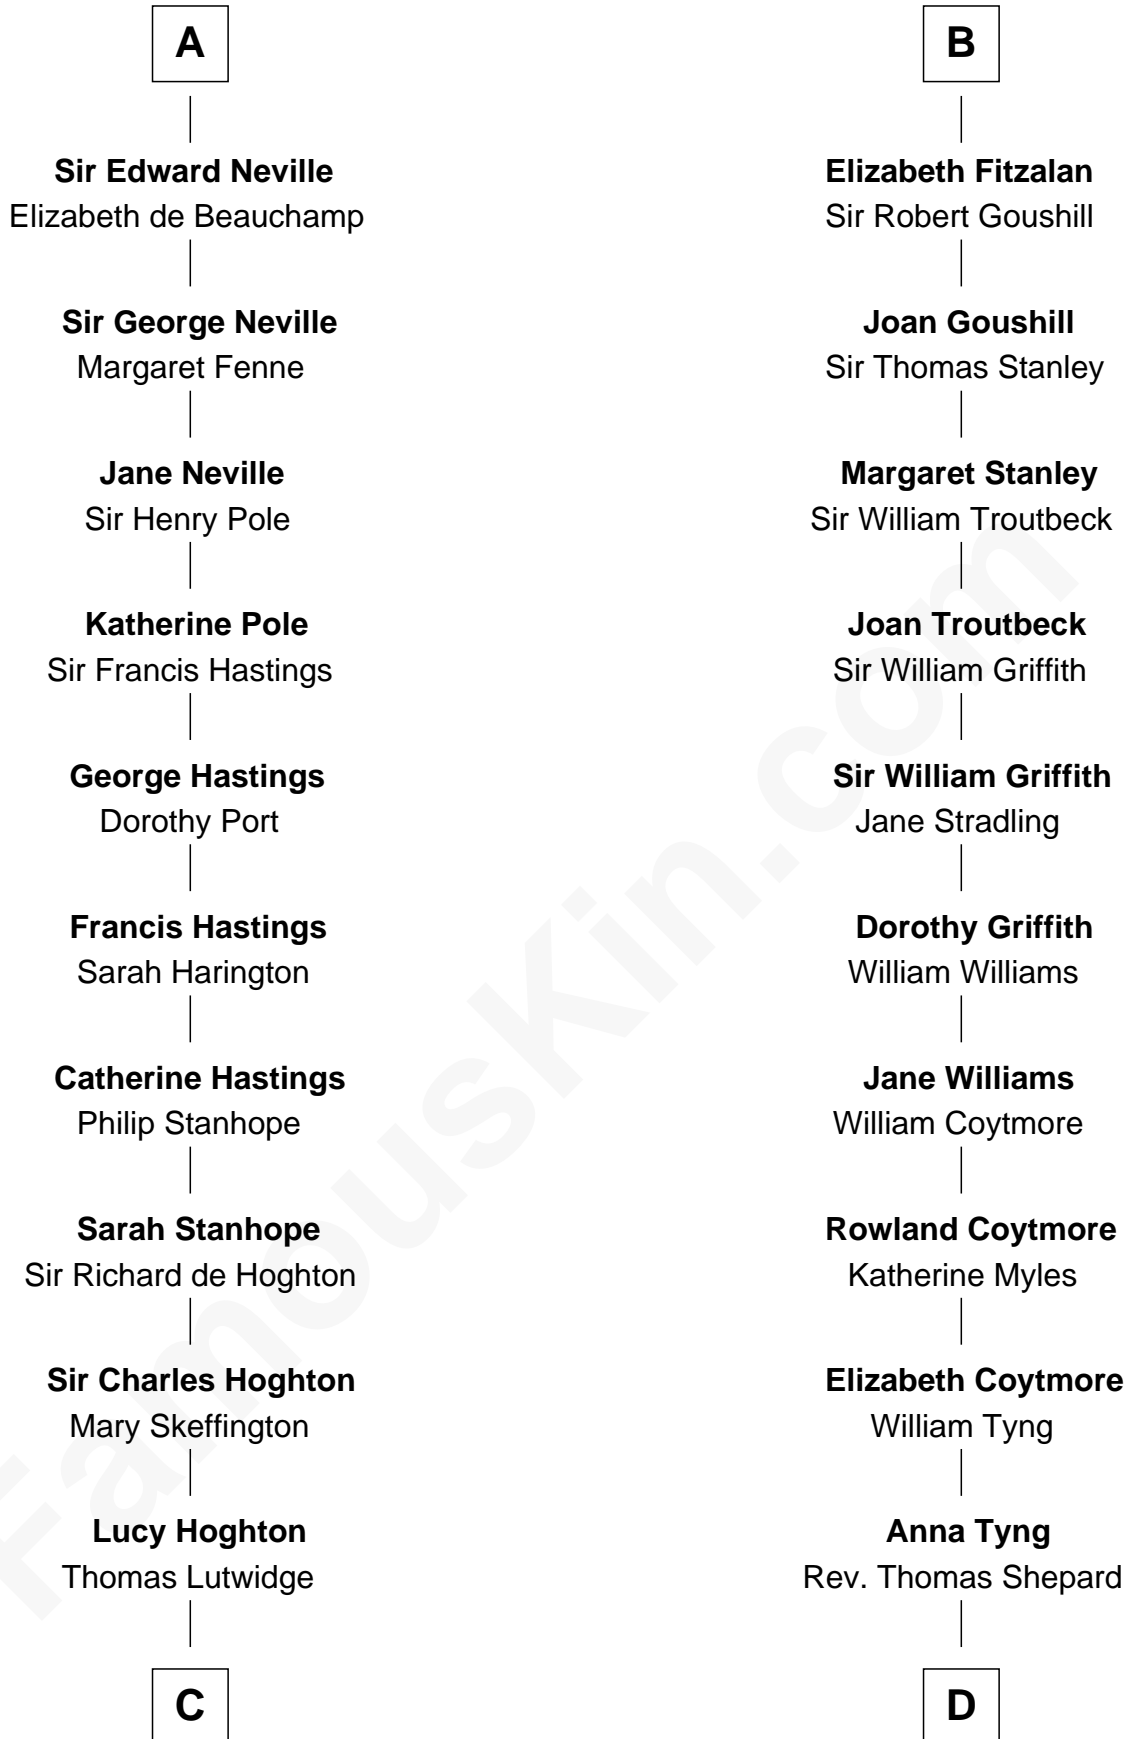 A
Sir Edward Neville
Elizabeth de Beauchamp
Sir George Neville
Margaret Fenne
Jane Neville
Sir Henry Pole
Katherine Pole
Sir Francis Hastings
George Hastings
Dorothy Port
Francis Hastings
Sarah Harington
Catherine Hastings
Philip Stanhope
Sarah Stanhope
Sir Richard de Hoghton
Sir Charles Hoghton
Mary Skeffington
Lucy Hoghton
Thomas Lutwidge
C
B
Elizabeth Fitzalan
Sir Robert Goushill
Joan Goushill
Sir Thomas Stanley
Margaret Stanley
Sir William Troutbeck
Joan Troutbeck
Sir William Griffith
Sir William Griffith
Jane Stradling
Dorothy Griffith
William Williams
Jane Williams
William Coytmore
Rowland Coytmore
Katherine Myles
Elizabeth Coytmore
William Tyng
Anna Tyng
Rev. Thomas Shepard
D
FamousKin.com